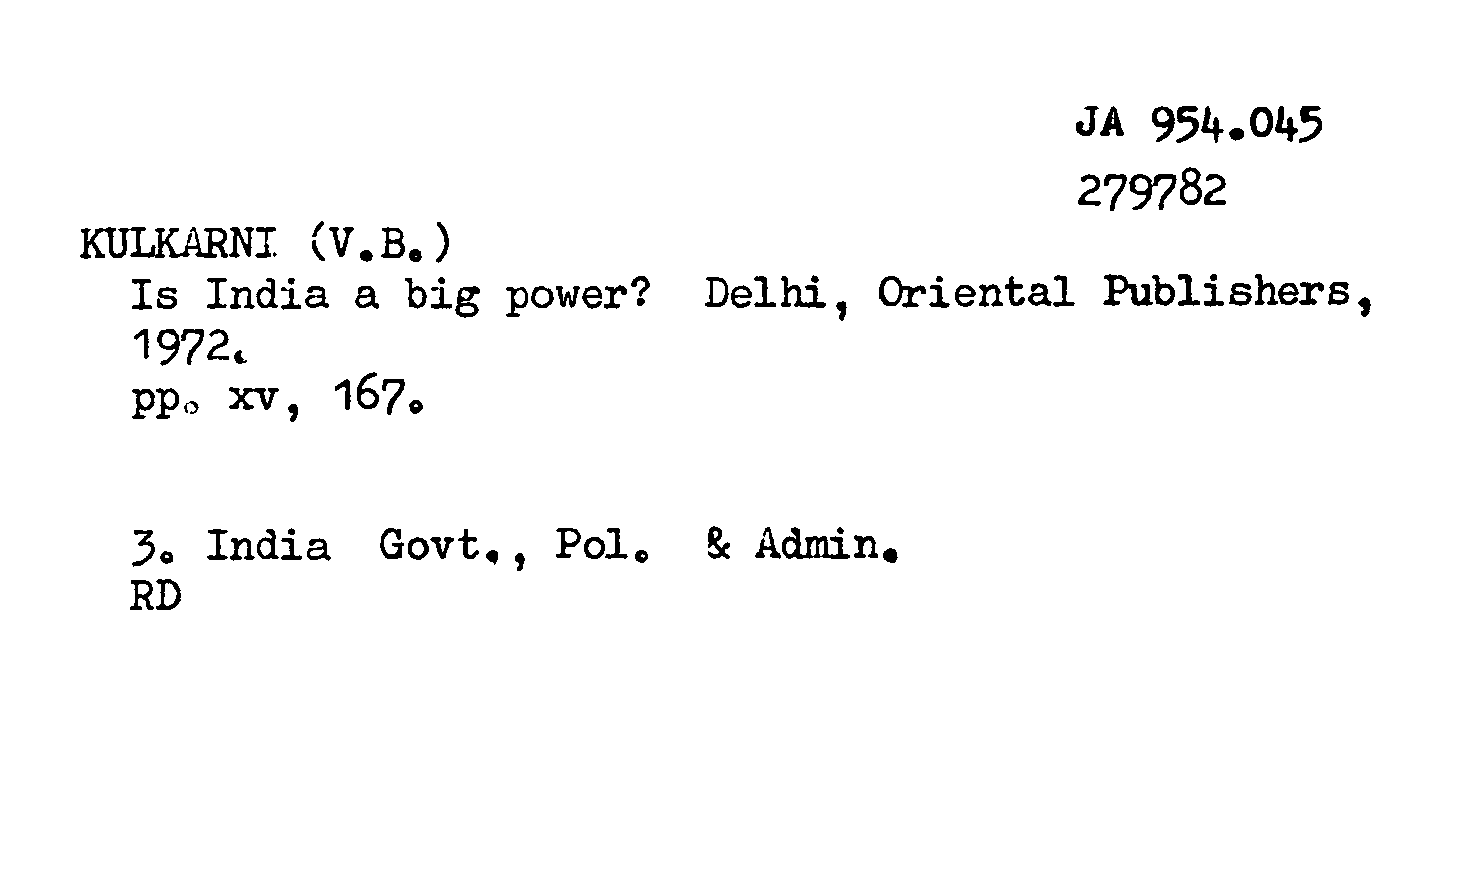 JA 954.045
279782
KULKARNI (V.B.)
Is India a big power? Delhi, Oriental Publishers,
1972.
pp. xv, 167.
3. India Govt., Pol. & Admin.
RD